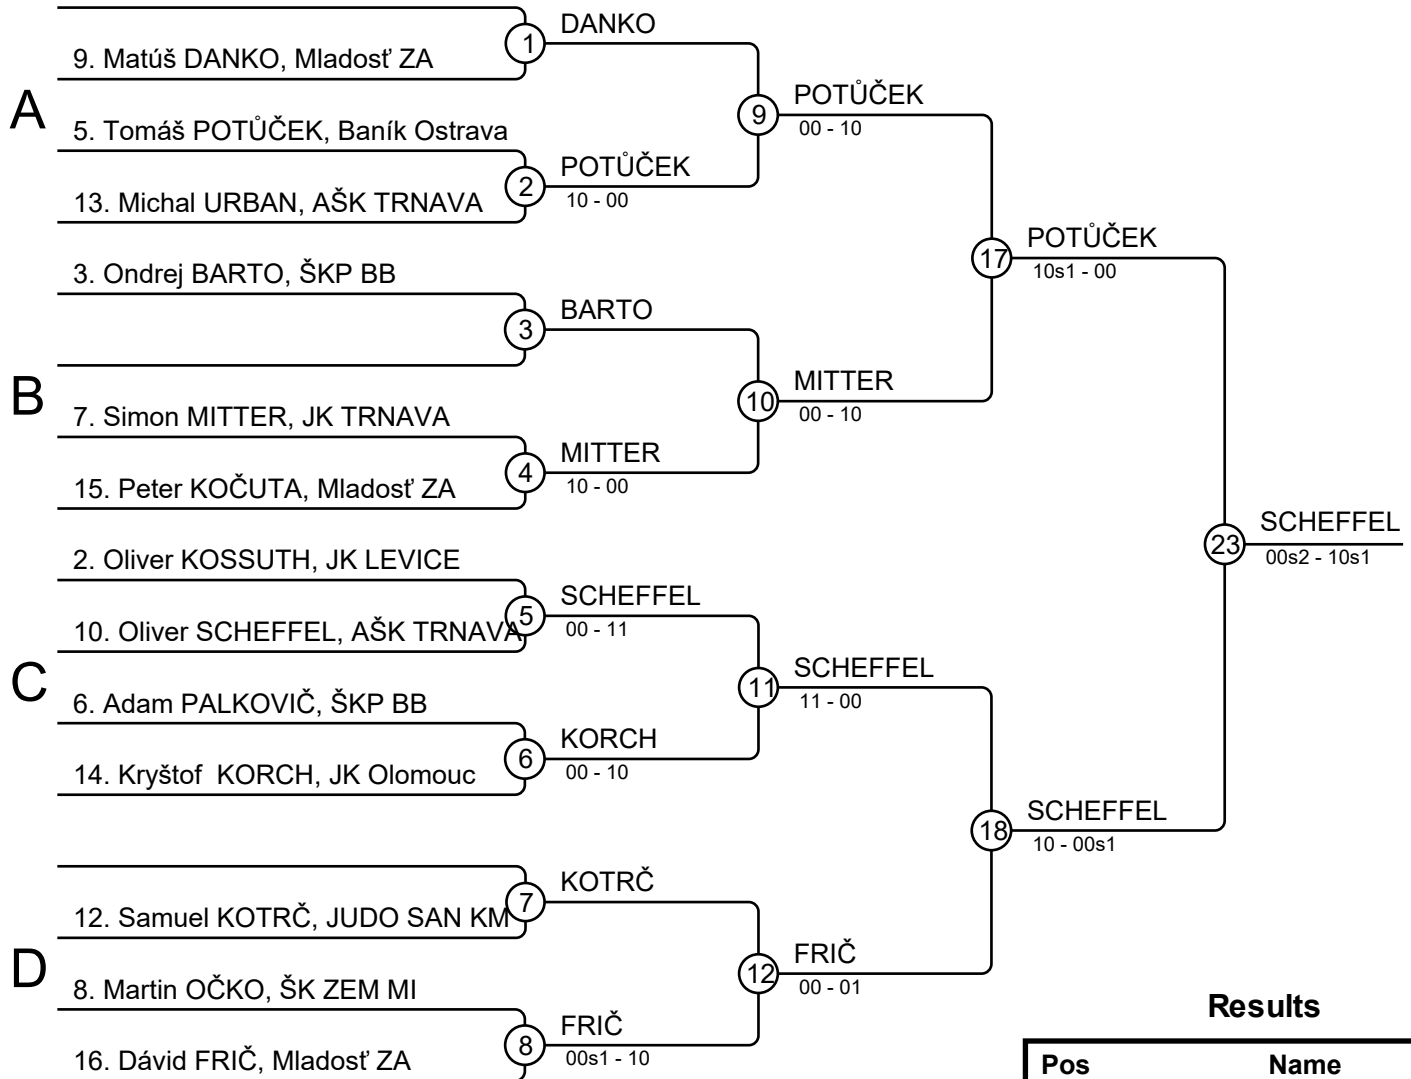 DANKO
1
9. Matúš DANKO, Mladosť ZA
A
POTŮČEK
9
00 - 10
5. Tomáš POTŮČEK, Baník Ostrava
POTŮČEK
2
10 - 00
13. Michal URBAN, AŠK TRNAVA
POTŮČEK
17
10s1 - 00
3. Ondrej BARTO, ŠKP BB
BARTO
3
B
MITTER
10
00 - 10
7. Simon MITTER, JK TRNAVA
MITTER
4
10 - 00
15. Peter KOČUTA, Mladosť ZA
SCHEFFEL
23
00s2 - 10s1
2. Oliver KOSSUTH, JK LEVICE
SCHEFFEL
5
00 - 11
10. Oliver SCHEFFEL, AŠK TRNAVA
C
SCHEFFEL
11
11 - 00
6. Adam PALKOVIČ, ŠKP BB
KORCH
6
00 - 10
14. Kryštof  KORCH, JK Olomouc
SCHEFFEL
18
10 - 00s1
KOTRČ
7
12. Samuel KOTRČ, JUDO SAN KM
D
FRIČ
12
00 - 01
8. Martin OČKO, ŠK ZEM MI
FRIČ
8
00s1 - 10
16. Dávid FRIČ, Mladosť ZA
Results
Pos Name